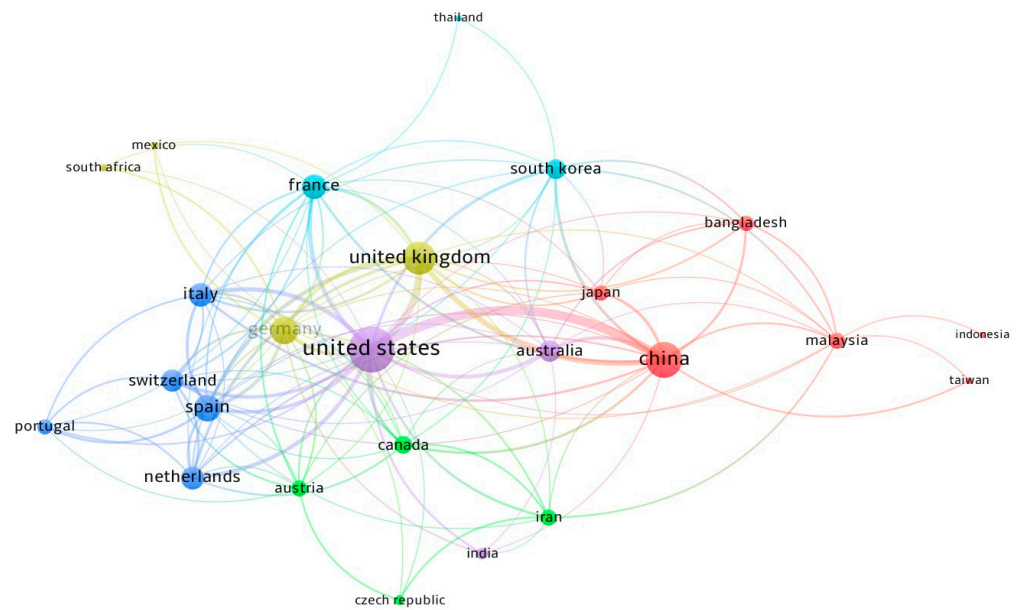 thailand
mexico
south africa
france
south korea
bangladesh
united kingdom
italy
japan
germany
united states
australia
china
malaysia
indonesia
switzerland
taiwan
spain
portugal
canada
netherlands
austria
iran
india
czech republic